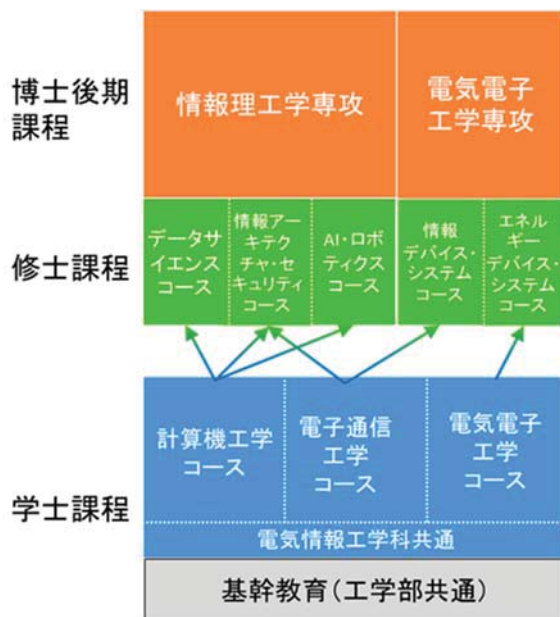 博士後期
課程
情報理工学専攻
電気電子
工学専攻
修士課程
データサ
イエンス
コース
情報アー
キテク
チャ・セ
キュリティ
コース
AI・ロボ
ティクス
コース
情報
デバイス・
システム
コース
エネル
ギー
デバイス・
システム
コース
学士課程
計算機工学
コース
電子通信
工学
コース
電気電子
工学
コース
電気情報工学科共通
基幹教育(工学部共通)